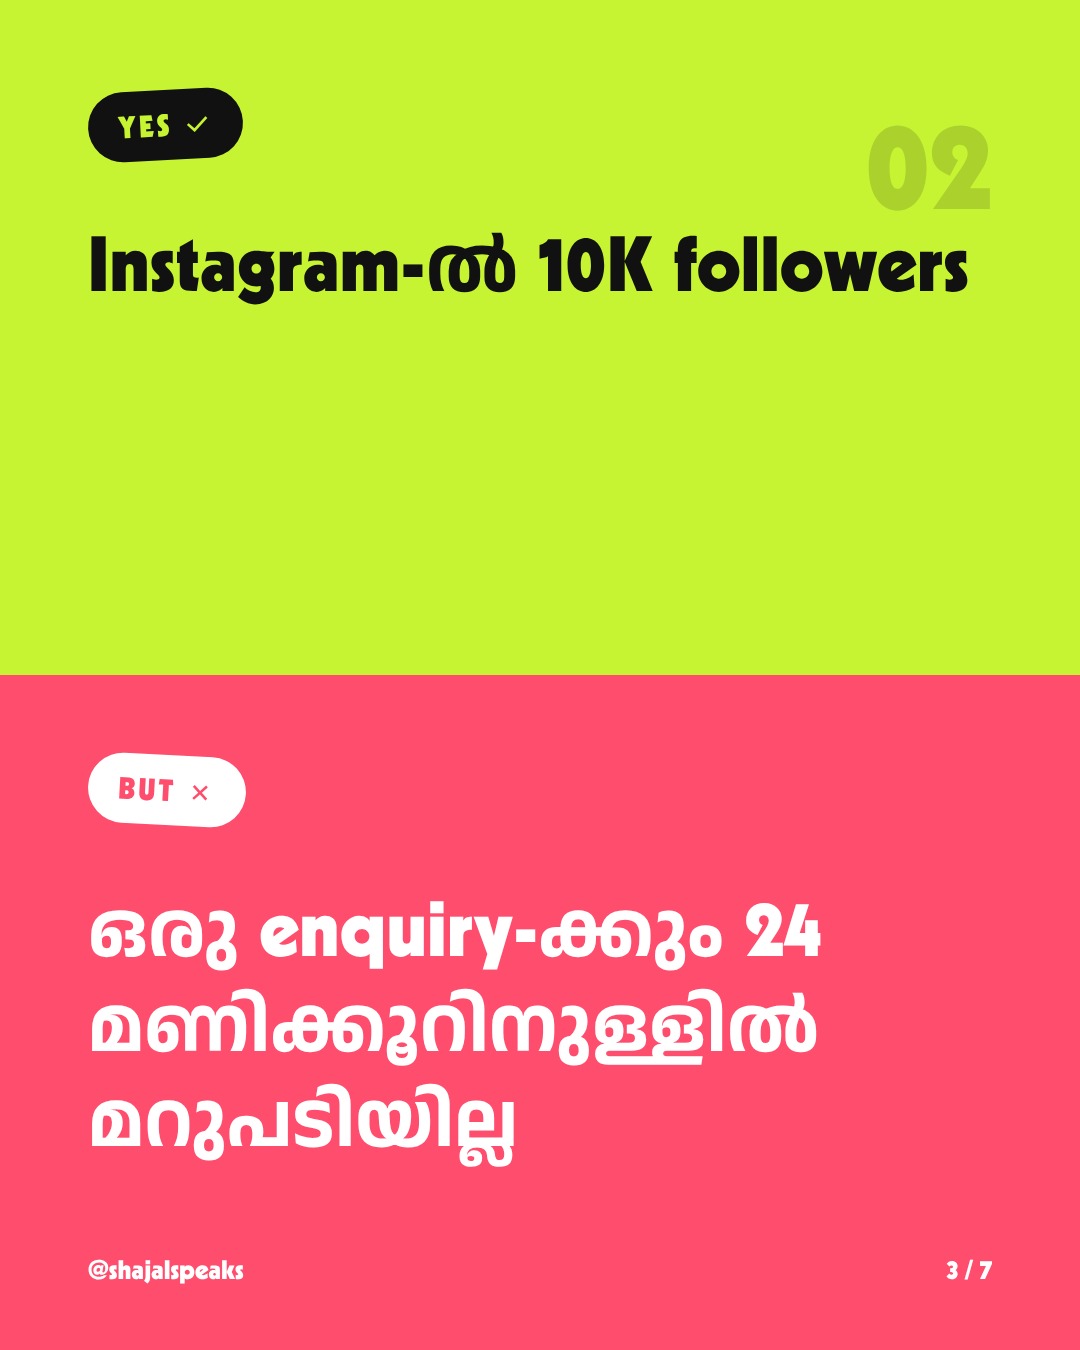 YES ✓
02
Instagram-ൽ 10K followers
BUT ×
ഒരു enquiry-ക്കും 24
മണിക്കൂറിനുള്ളിൽ
മറുപടിയില്ല
@shajalspeaks
3 / 7